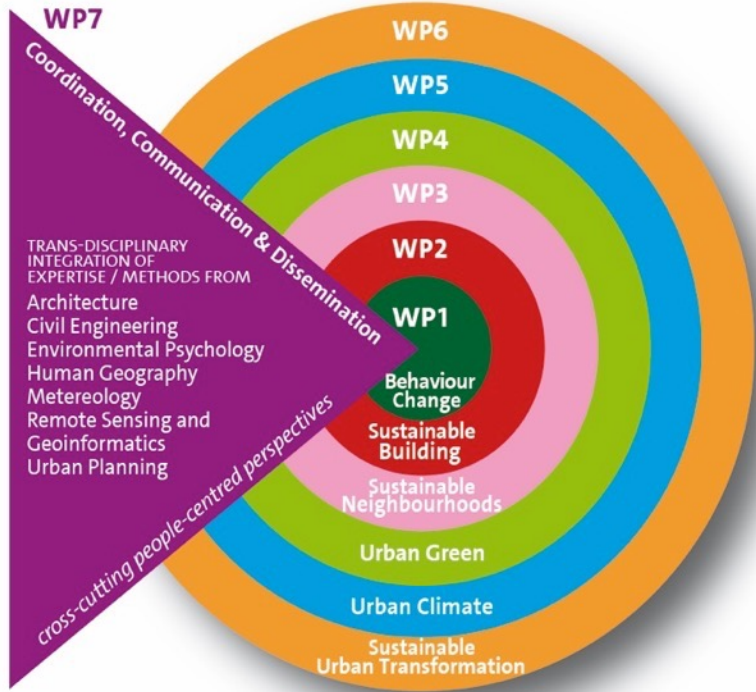 WP7
Coordination, Communication & Dissemination
TRANS-DISCIPLINARY
INTEGRATION OF
EXPERTISE / METHODS FROM
Architecture
Civil Engineering
Environmental Psychology
Human Geography
Metereology
Remote Sensing and
Geoinformatics
Urban Planning
cross-cutting people-centred perspectives
WP6
WP5
WP4
WP3
WP2
WP1
Behaviour
Change
Sustainable
Building
Sustainable
Neighbourhoods
Urban Green
Urban Climate
Sustainable
Urban Transformation